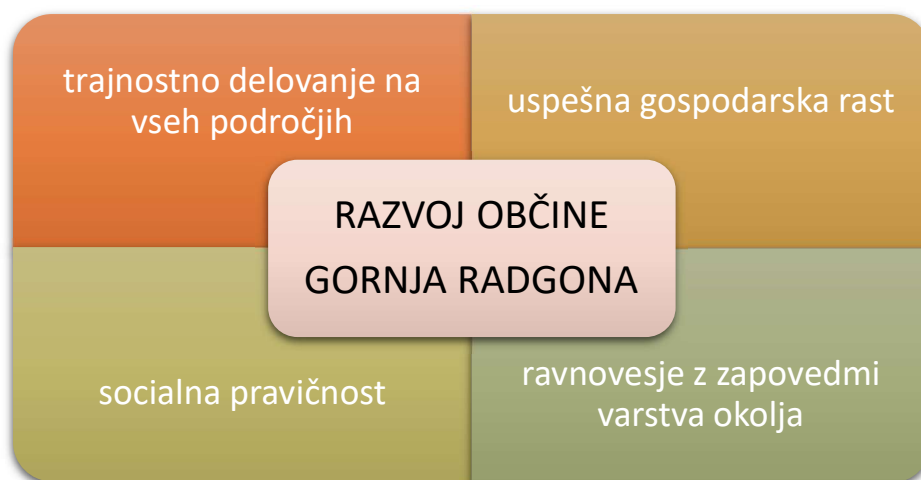 trajnostno delovanje na
vseh področjih
uspešna gospodarska rast
RAZVOJ OBČINE
GORNJA RADGONA
socialna pravičnost
ravnovesje z zapovedmi
varstva okolja